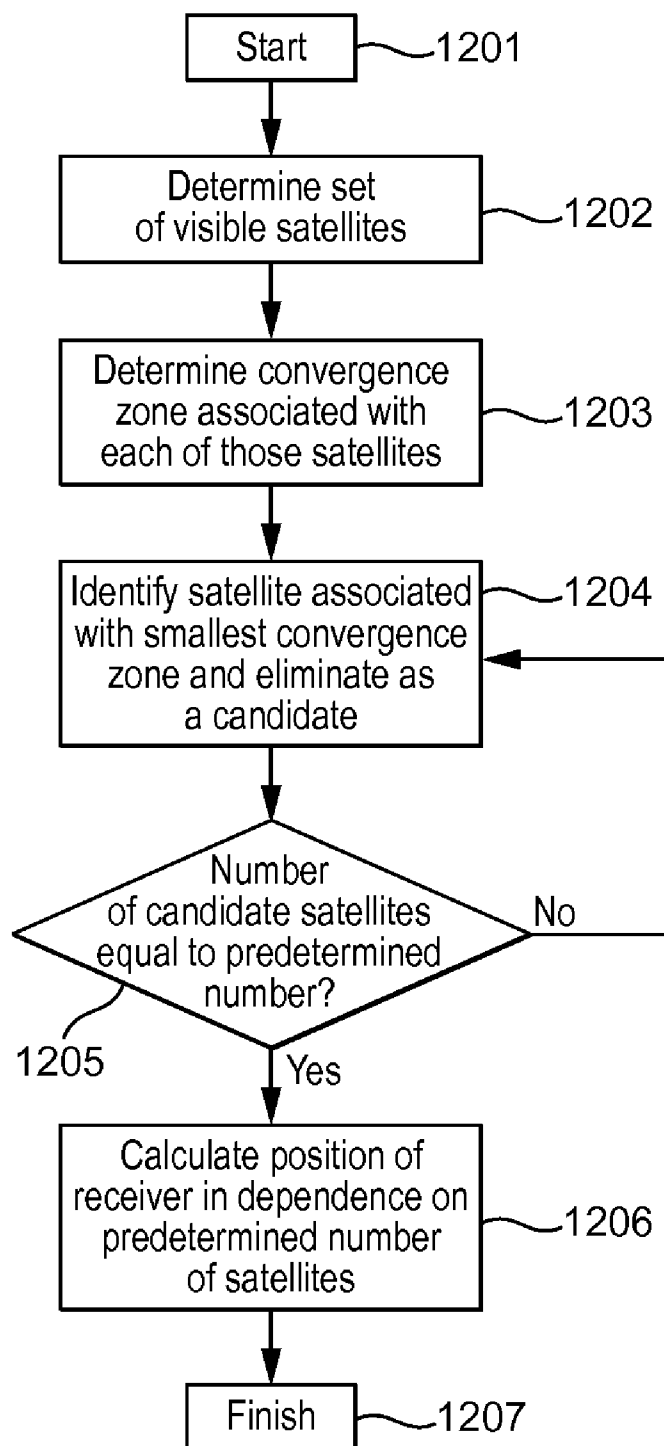 Start
1201
Determine set
of visible satellites
1202
Determine convergence
zone associated with
each of those satellites
1203
Identify satellite associated
with smallest convergence
zone and eliminate as
a candidate
1204
Number
of candidate satellites
equal to predetermined
number?
No
1205
Yes
Calculate position of
receiver in dependence on
predetermined number
of satellites
1206
Finish
1207